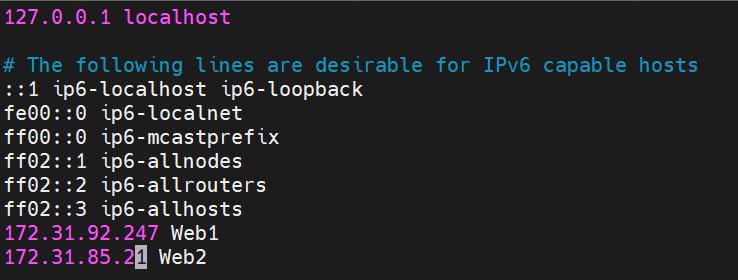 127.0.0.1 localhost
# The following lines are desirable for IPv6 capable hosts
::1 ip6-localhost ip6-loopback
fe00::0 ip6-localnet
ff00::0 ip6-mcastprefix
ff02::1 ip6-allnodes
ff02::2 ip6-allrouters
ff02::3 ip6-allhosts
172.31.92.247 Web1
172.31.85.21 Web2